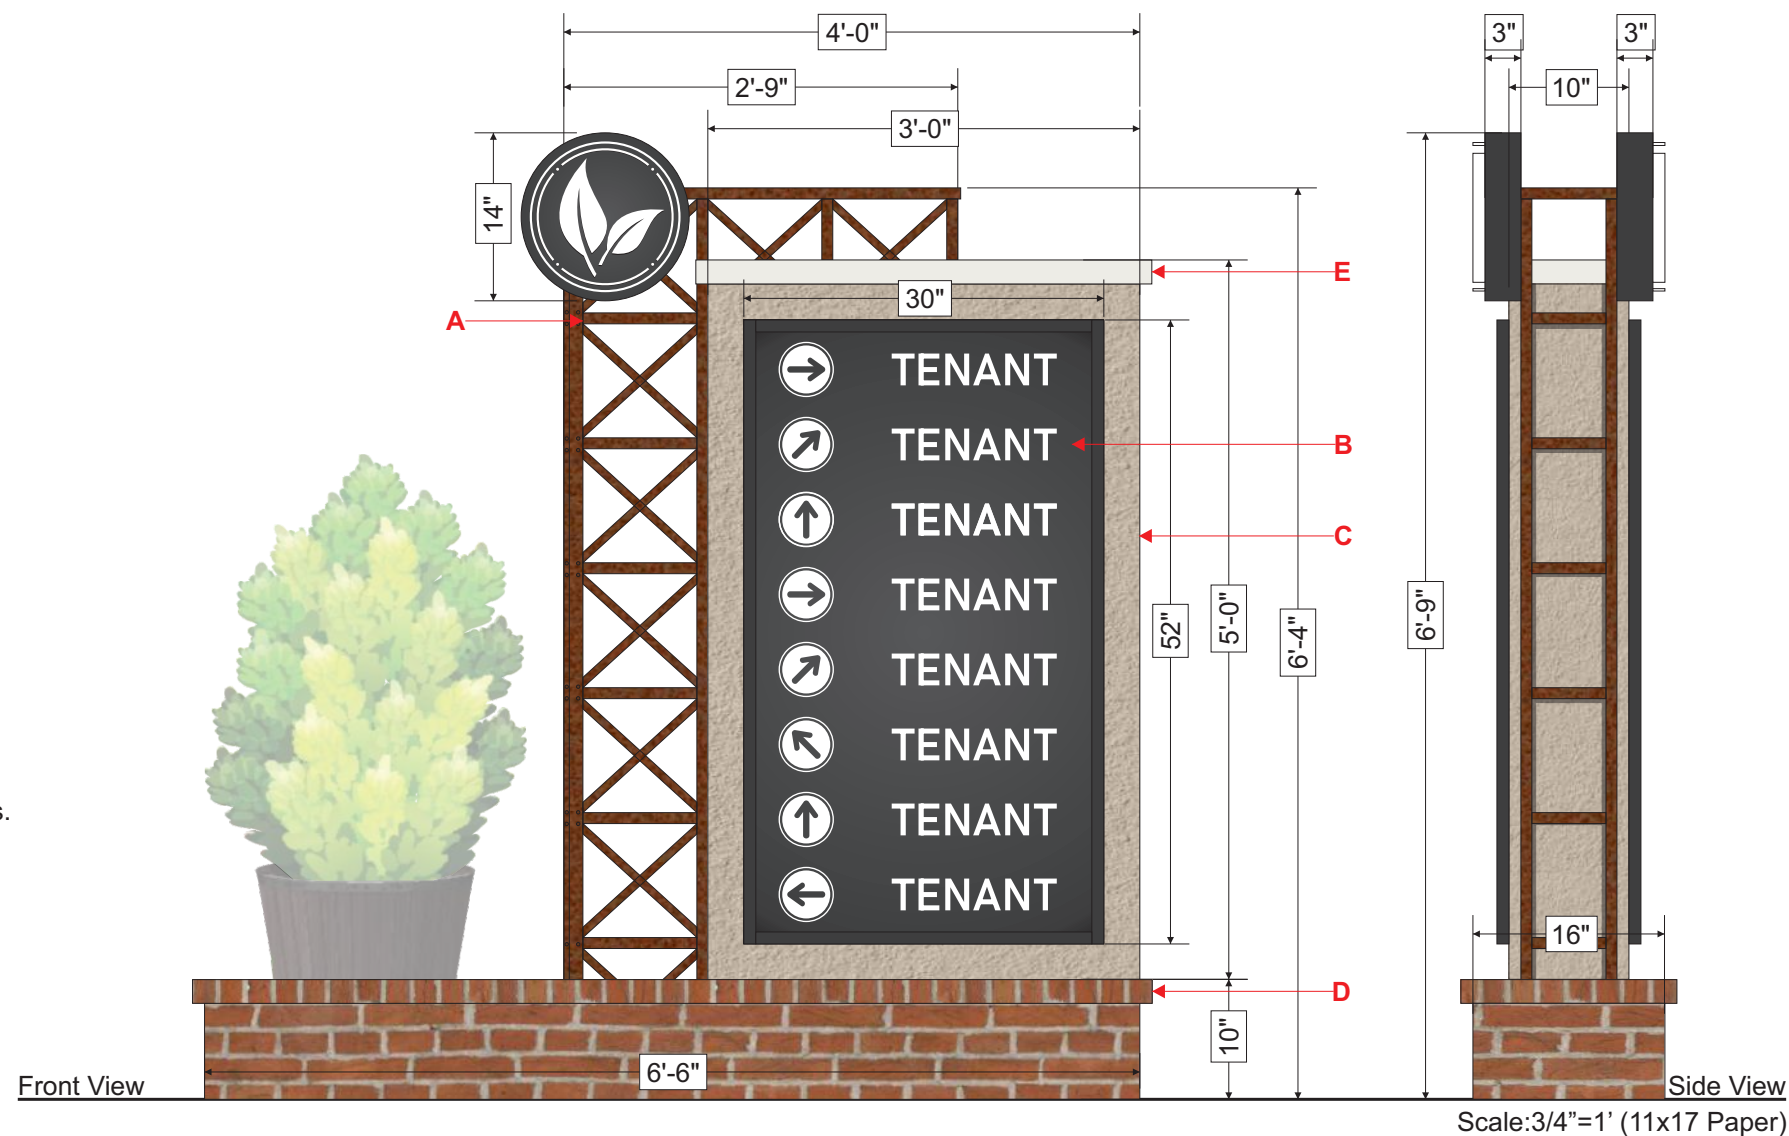 4'-0"
3"
3"
2'-9"
10"
3'-0"
14"
E
30"
A
TENANT
TENANT
B
TENANT
C
TENANT
52"
5'-0"
6'-4"
6'-9"
TENANT
TENANT
s.
TENANT
TENANT
16"
D
10"
6'-6"
Front View
Side View
Scale:3/4”=1’ (11x17 Paper)